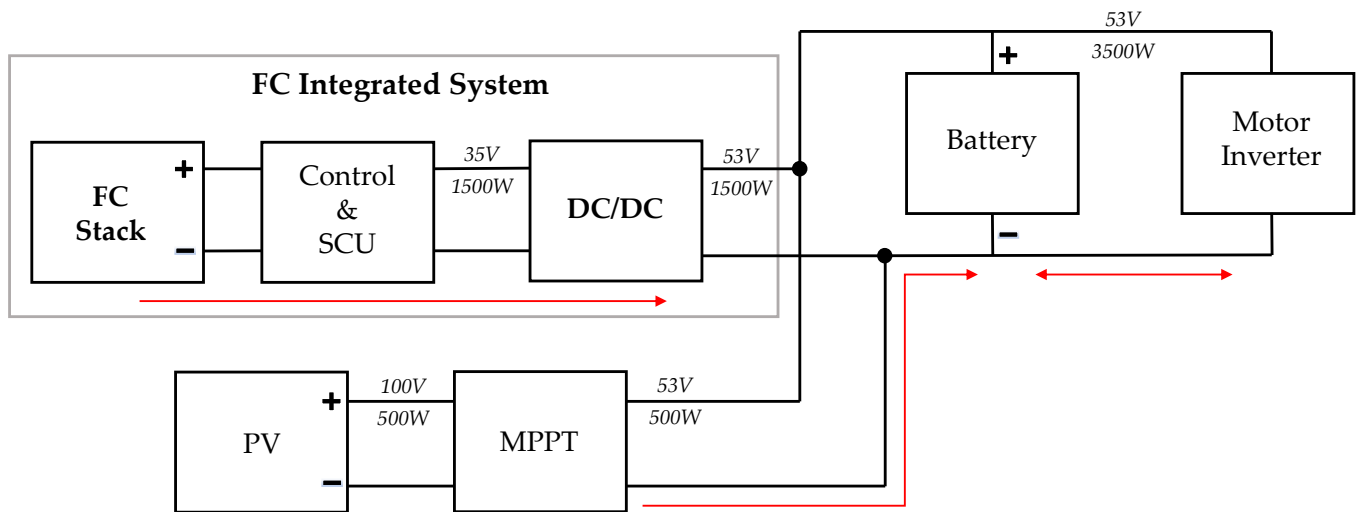 53V
3500W
FC Integrated System
+
Battery
−
Motor
Inverter
FC
Stack
+
−
Control
&
SCU
35V
1500W
DC/DC
53V
1500W
PV
+
−
100V
500W
MPPT
53V
500W